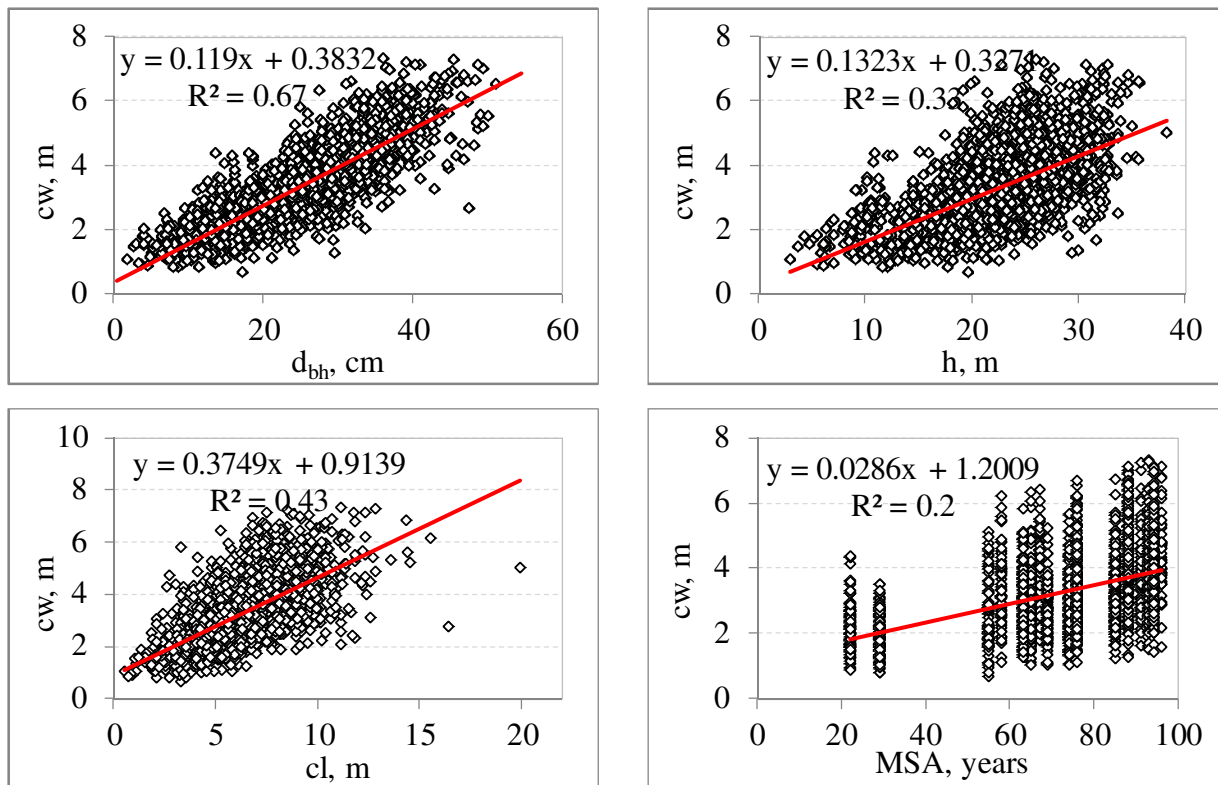 8
6
4
2
0
cw, m
y = 0.119x + 0.3832
R² = 0.67
0 20 40 60
d_bh, cm
8
6
4
2
0
cw, m
y = 0.1323x + 0.3271
R² = 0.33
0 10 20 30 40
h, m
10
8
6
4
2
0
cw, m
y = 0.3749x + 0.9139
R² = 0.43
0 5 10 15 20
cl, m
8
6
4
2
0
cw, m
y = 0.0286x + 1.2009
R² = 0.2
0 20 40 60 80 100
MSA, years